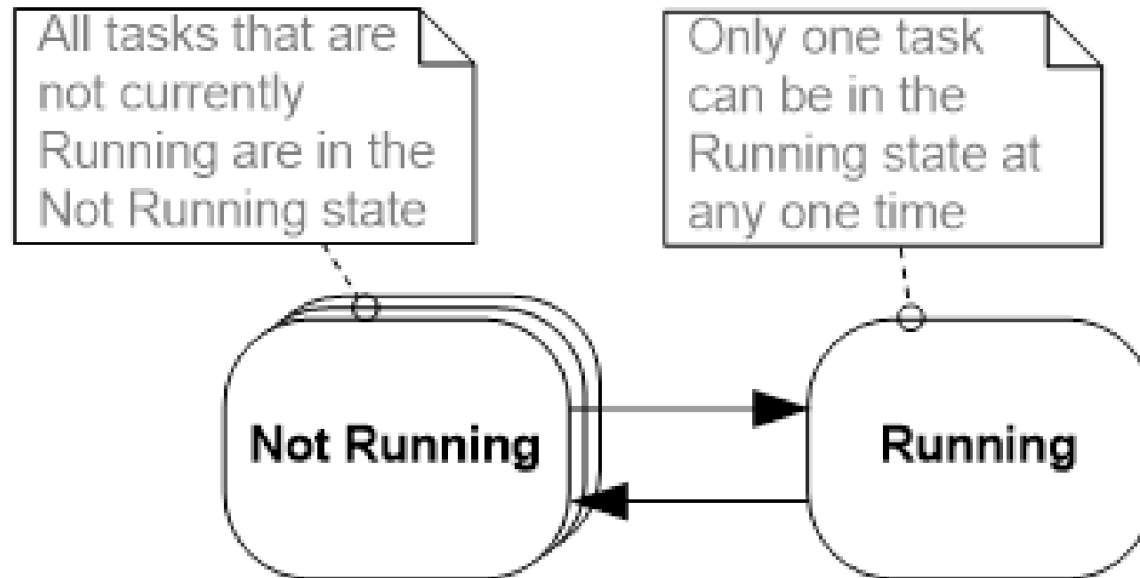 All tasks that are
not currently
Running are in the
Not Running state
Only one task
can be in the
Running state at
any one time
Not Running
Running